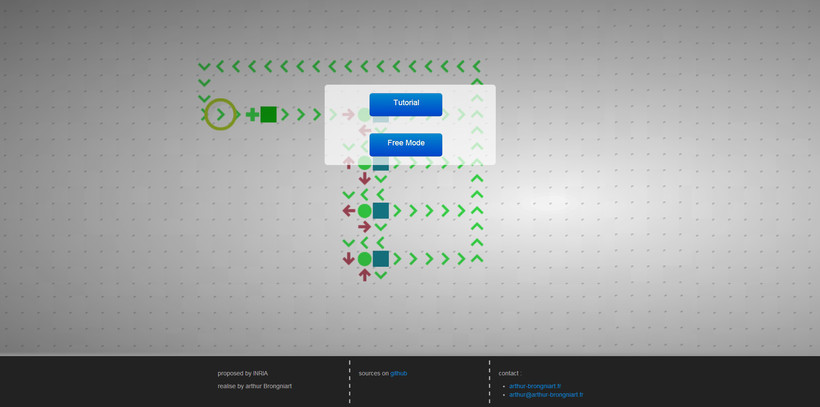 Tutorial
Free Mode
proposed by INRIA
realise by arthur Brongniart
sources on github
contact :
arthur-brongniart.fr
arthur@arthur-brongniart.fr